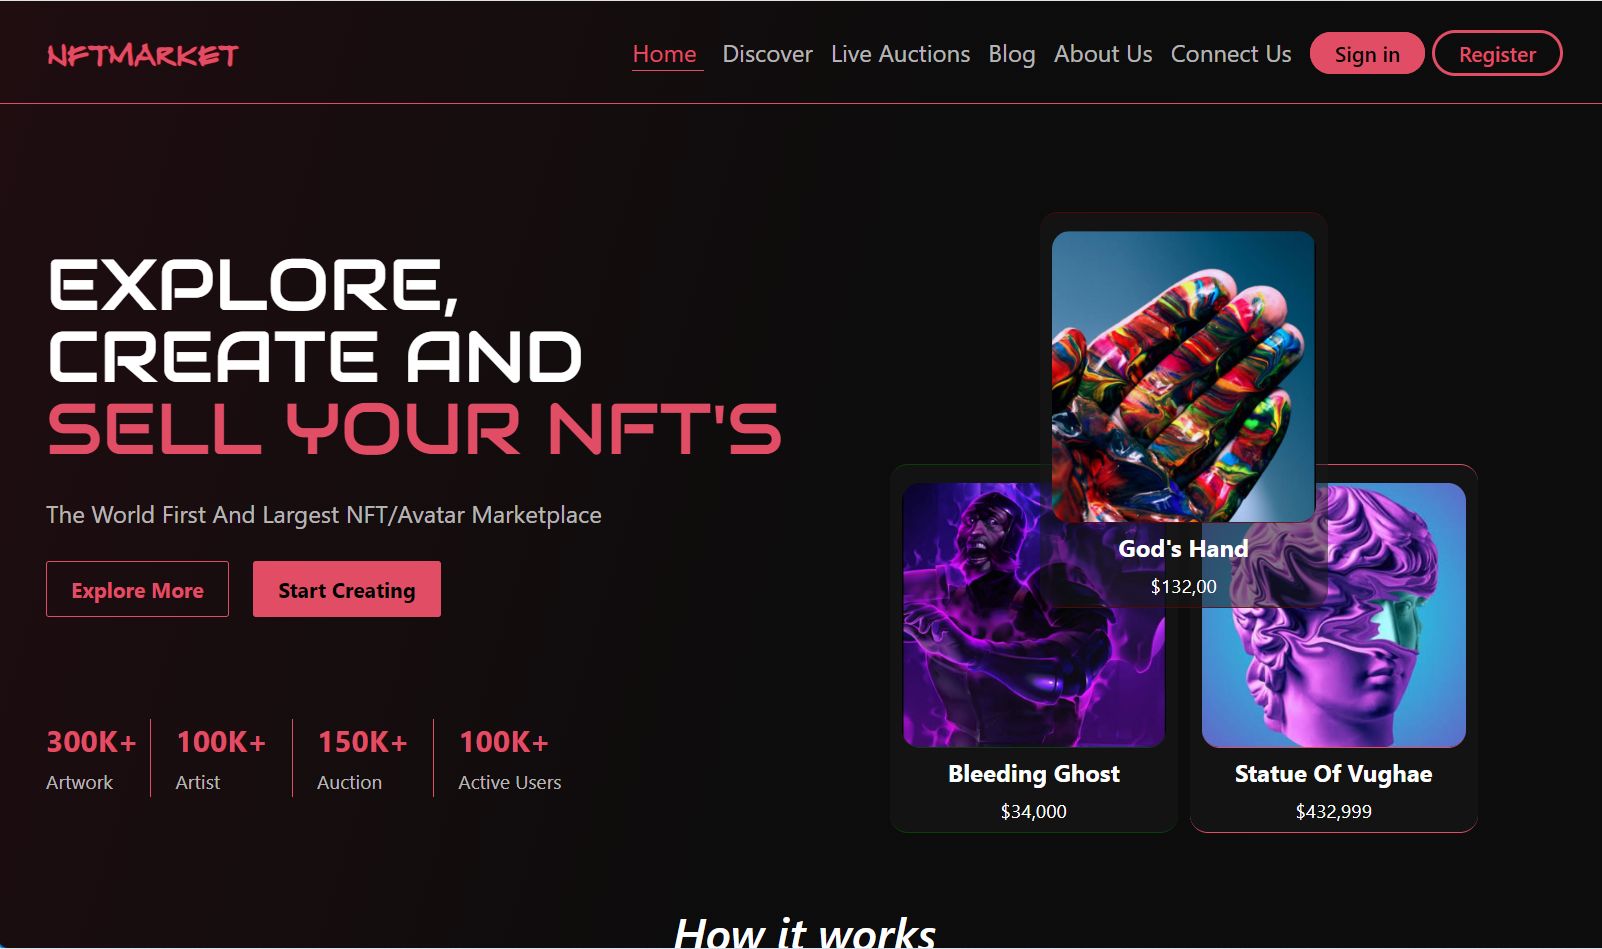 NFTMARKET
Home Discover Live Auctions Blog About Us Connect Us Sign in Register
EXPLORE,
CREATE AND
SELL YOUR NFT'S
The World First And Largest NFT/Avatar Marketplace
Explore More Start Creating
300K+ 100K+ 150K+ 100K+
Artwork Artist Auction Active Users
God's Hand
$132,00
Bleeding Ghost
$34,000
Statue Of Vughae
$432,999
How it works